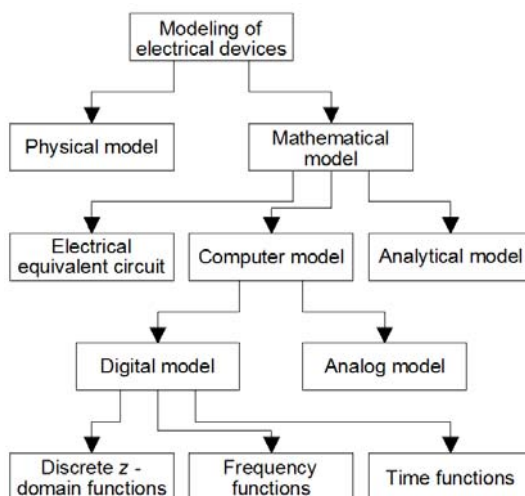 Modeling of
electrical devices
Physical model
Mathematical
model
Electrical
equivalent circuit
Computer model
Analytical model
Digital model
Analog model
Discrete z -
domain functions
Frequency
functions
Time functions